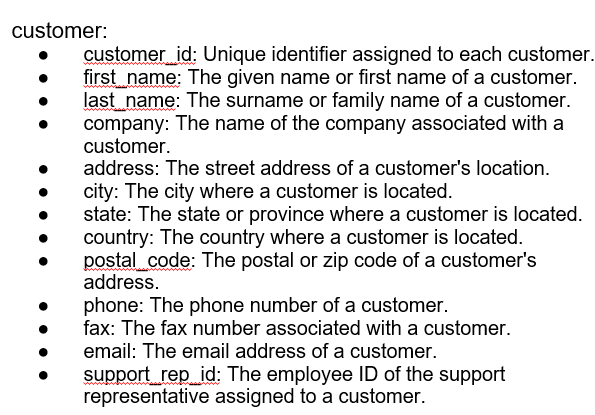 customer:
● customer_id: Unique identifier assigned to each customer.
● first_name: The given name or first name of a customer.
● last_name: The surname or family name of a customer.
● company: The name of the company associated with a
customer.
● address: The street address of a customer's location.
● city: The city where a customer is located.
● state: The state or province where a customer is located.
● country: The country where a customer is located.
● postal_code: The postal or zip code of a customer's
address.
● phone: The phone number of a customer.
● fax: The fax number associated with a customer.
● email: The email address of a customer.
● support_rep_id: The employee ID of the support
representative assigned to a customer.